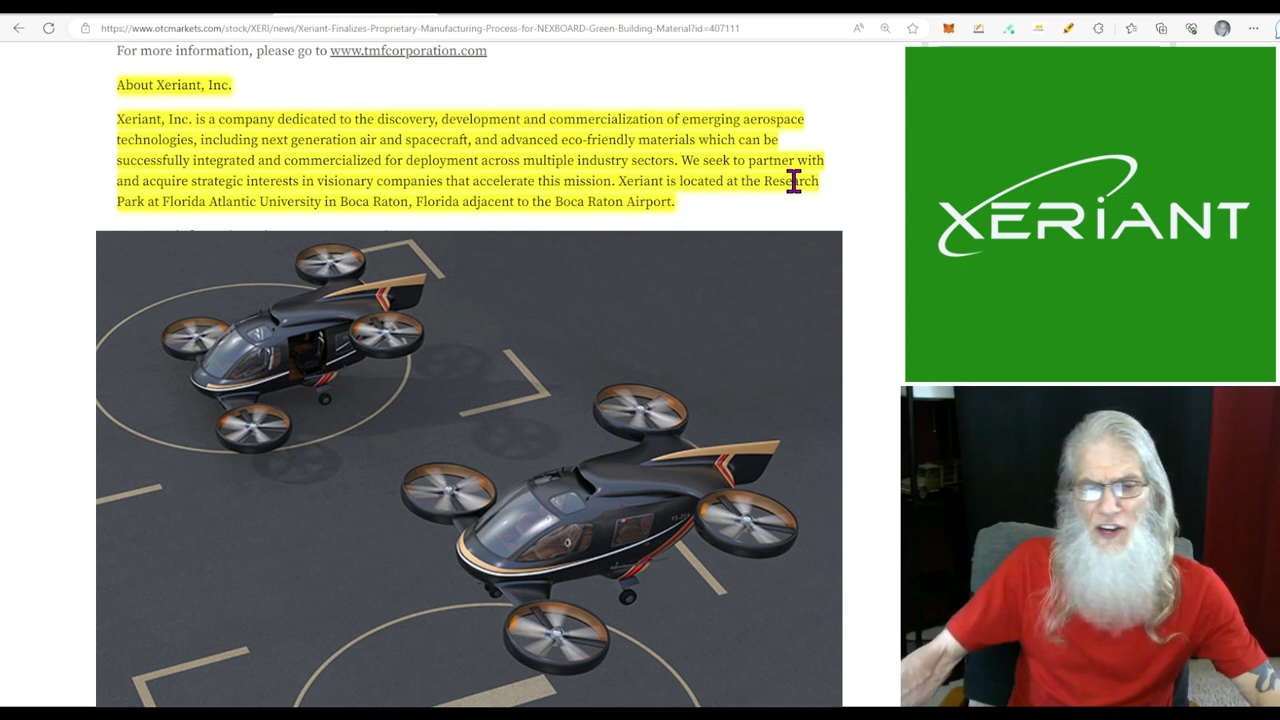 https://www.otcmarkets.com/stock/XERI/news/Xeriant-Finalizes-Proprietary-Manufacturing-Process-for-NEXBOARD-Green-Building-Material?id=407111
For more information, please go to www.tmfcorporation.com
About Xeriant, Inc.
Xeriant, Inc. is a company dedicated to the discovery, development and commercialization of emerging aerospace
technologies, including next generation air and spacecraft, and advanced eco-friendly materials which can be
successfully integrated and commercialized for deployment across multiple industry sectors. We seek to partner with
and acquire strategic interests in visionary companies that accelerate this mission. Xeriant is located at the Research
Park at Florida Atlantic University in Boca Raton, Florida adjacent to the Boca Raton Airport.
XERiANT